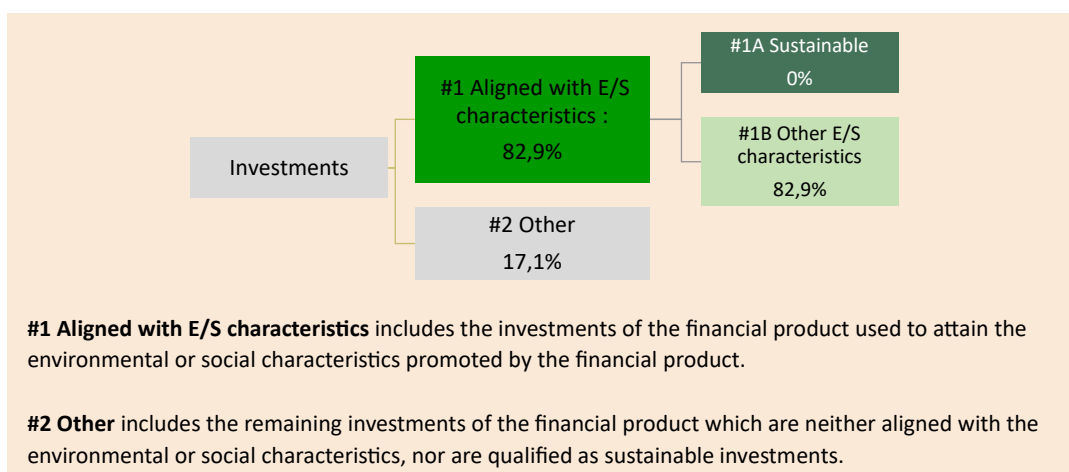 #1A Sustainable
0%
#1 Aligned with E/S
characteristics :
82,9%
#1B Other E/S
characteristics
82,9%
Investments
#2 Other
17,1%
#1 Aligned with E/S characteristics includes the investments of the financial product used to attain the
environmental or social characteristics promoted by the financial product.
#2 Other includes the remaining investments of the financial product which are neither aligned with the
environmental or social characteristics, nor are qualified as sustainable investments.